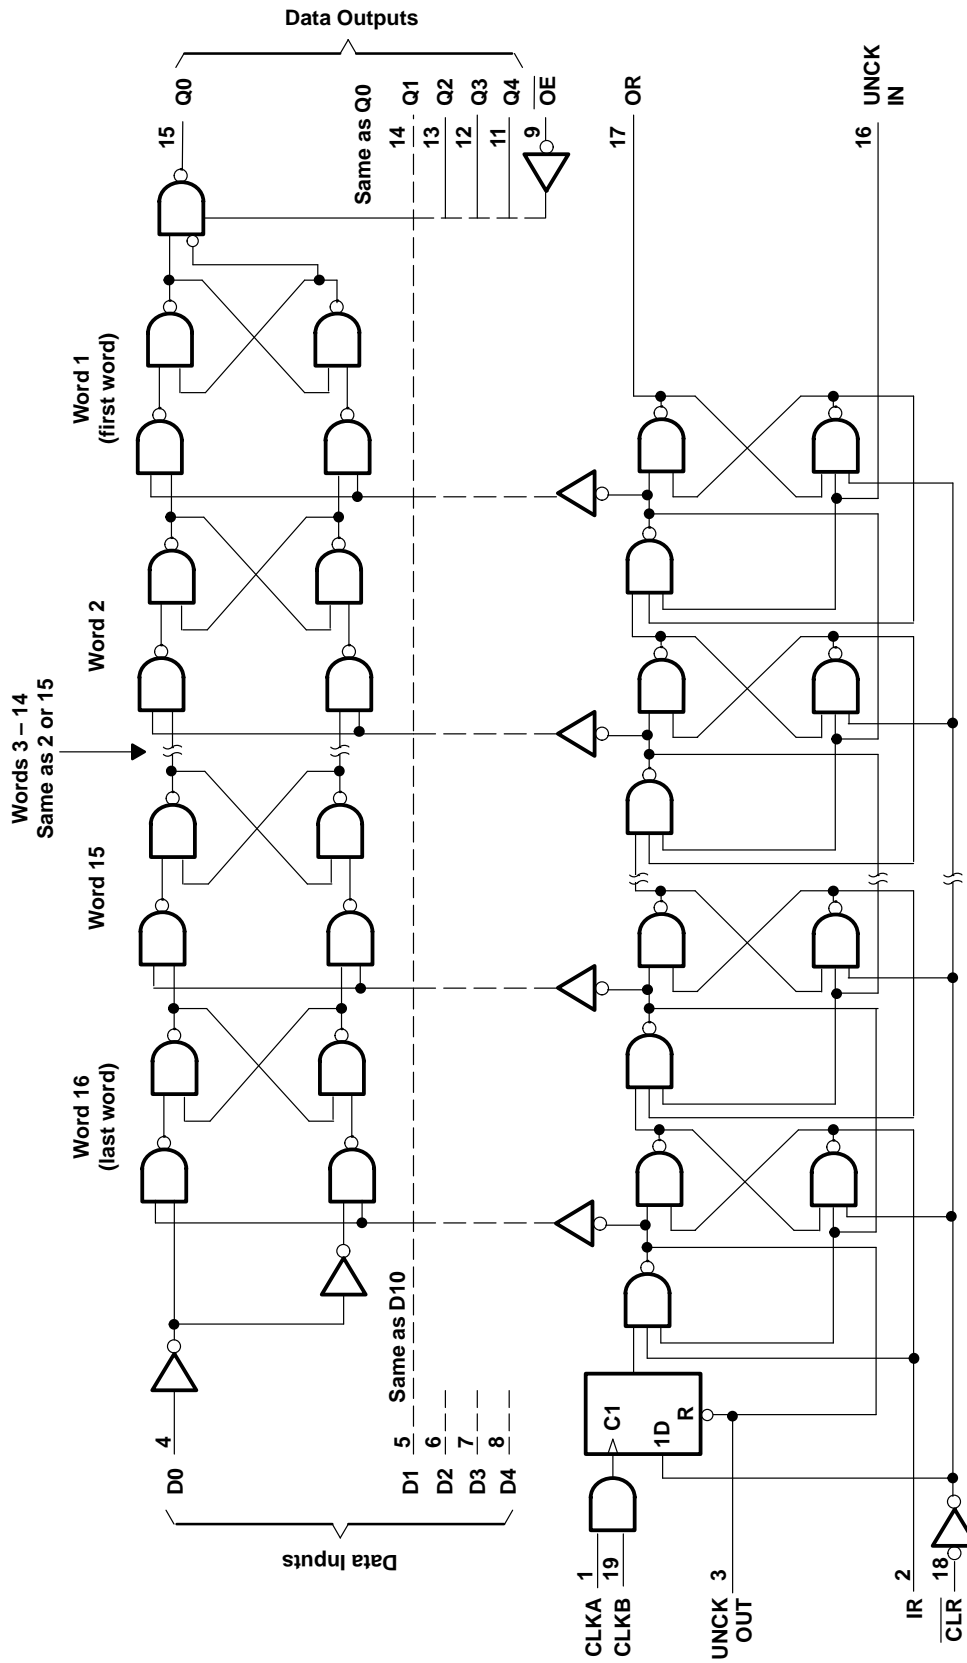 Data Inputs
D0 4
D1 5
D2 6
D3 7
D4 8
Same as D10
Word 16
(last word)
Word 15
Words 3 – 14
Same as 2 or 15
Word 2
Word 1
(first word)
Data Outputs
15 Q0
Same as Q0
14 Q1
13 Q2
12 Q3
11 Q4
9 OE
CLKA 1
CLKB 19
C1
1D
R
UNCK
OUT
3
IR 2
CLR 18
17 OR
16 UNCK
IN